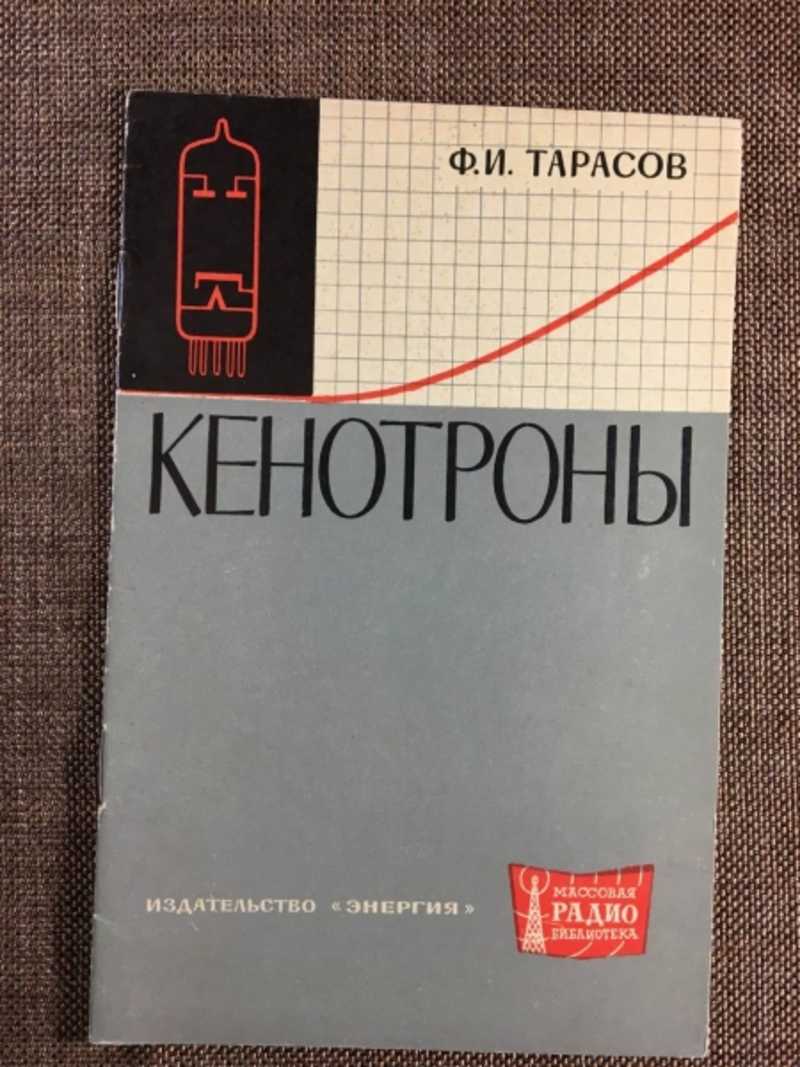 Ф.И. ТАРАСОВ
КЕНОТРОНЫ
ИЗДАТЕЛЬСТВО «ЭНЕРГИЯ»
МАССОВАЯ
РАДИО
БИБЛИОТЕКА